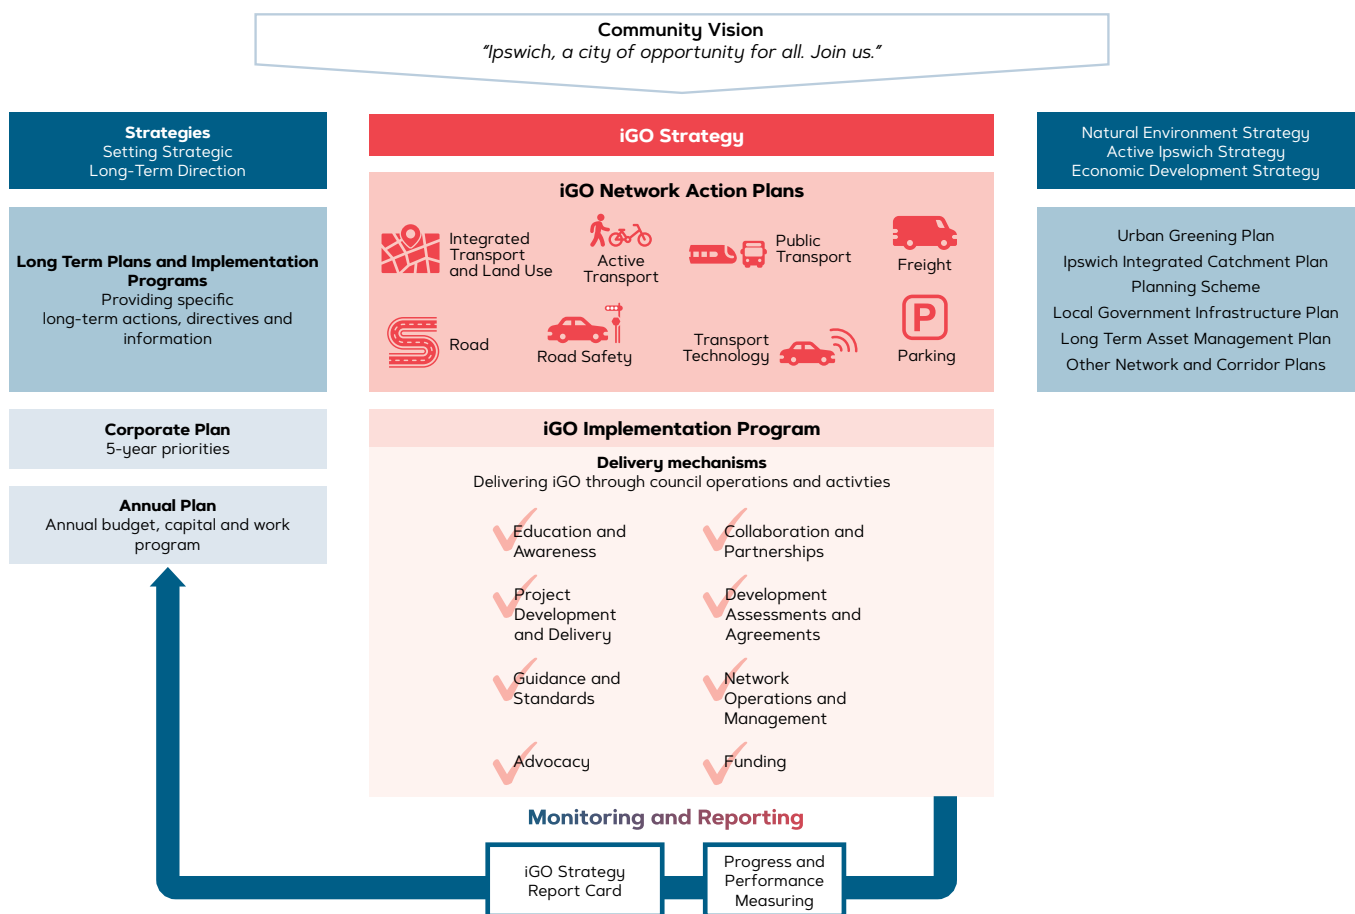 Community Vision
“Ipswich, a city of opportunity for all. Join us.”
Strategies
Setting Strategic
Long-Term Direction
iGO Strategy
Natural Environment Strategy
Active Ipswich Strategy
Economic Development Strategy
Long Term Plans and Implementation
Programs
Providing specific
long-term actions, directives and
information
iGO Network Action Plans
Integrated
Transport
and Land Use
Active
Transport
Public
Transport
Freight
Road
Road Safety
Transport
Technology
P
Parking
Urban Greening Plan
Ipswich Integrated Catchment Plan
Planning Scheme
Local Government Infrastructure Plan
Long Term Asset Management Plan
Other Network and Corridor Plans
Corporate Plan
5-year priorities
Annual Plan
Annual budget, capital and work
program
iGO Implementation Program
Delivery mechanisms
Delivering iGO through council operations and activties
Education and
Awareness
Collaboration and
Partnerships
Project
Development
and Delivery
Development
Assessments and
Agreements
Guidance and
Standards
Network
Operations and
Management
Advocacy
Funding
Monitoring and Reporting
iGO Strategy
Report Card
Progress and
Performance
Measuring